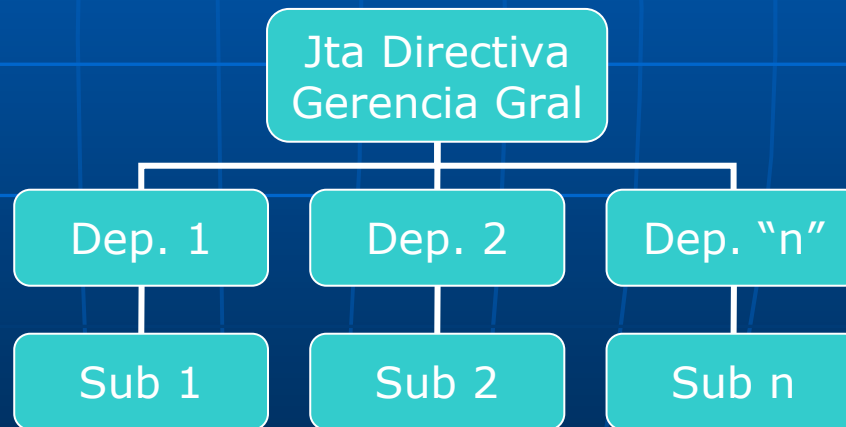 Jta Directiva
Gerencia Gral
Dep. 1
Dep. 2
Dep. “n”
Sub 1
Sub 2
Sub n